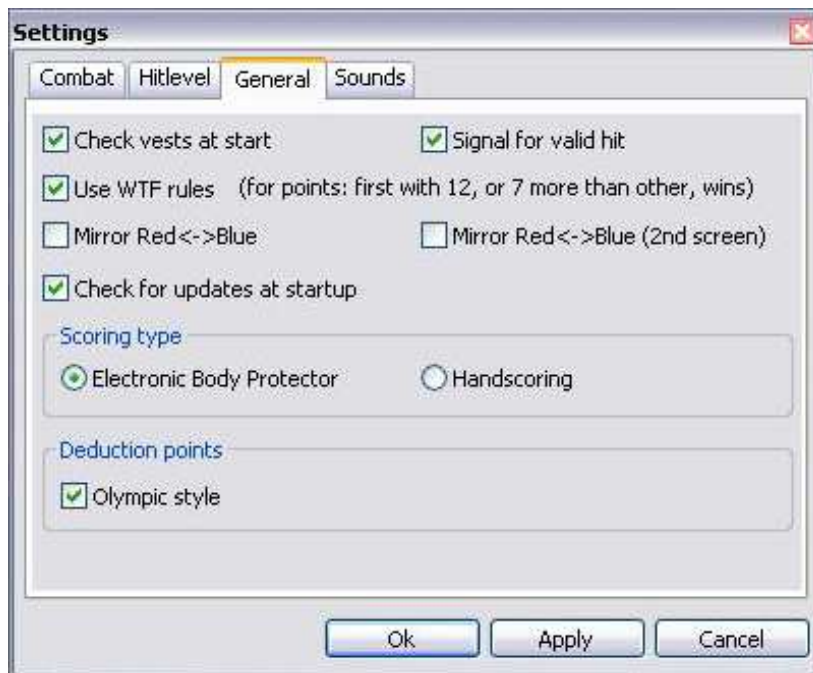 Settings
Combat Hitlevel General Sounds
Check vests at start Signal for valid hit
Use WTF rules (for points: first with 12, or 7 more than other, wins)
Mirror Red<->Blue Mirror Red<->Blue (2nd screen)
Check for updates at startup
Scoring type
Electronic Body Protector Handscoring
Deduction points
Olympic style
Ok Apply Cancel